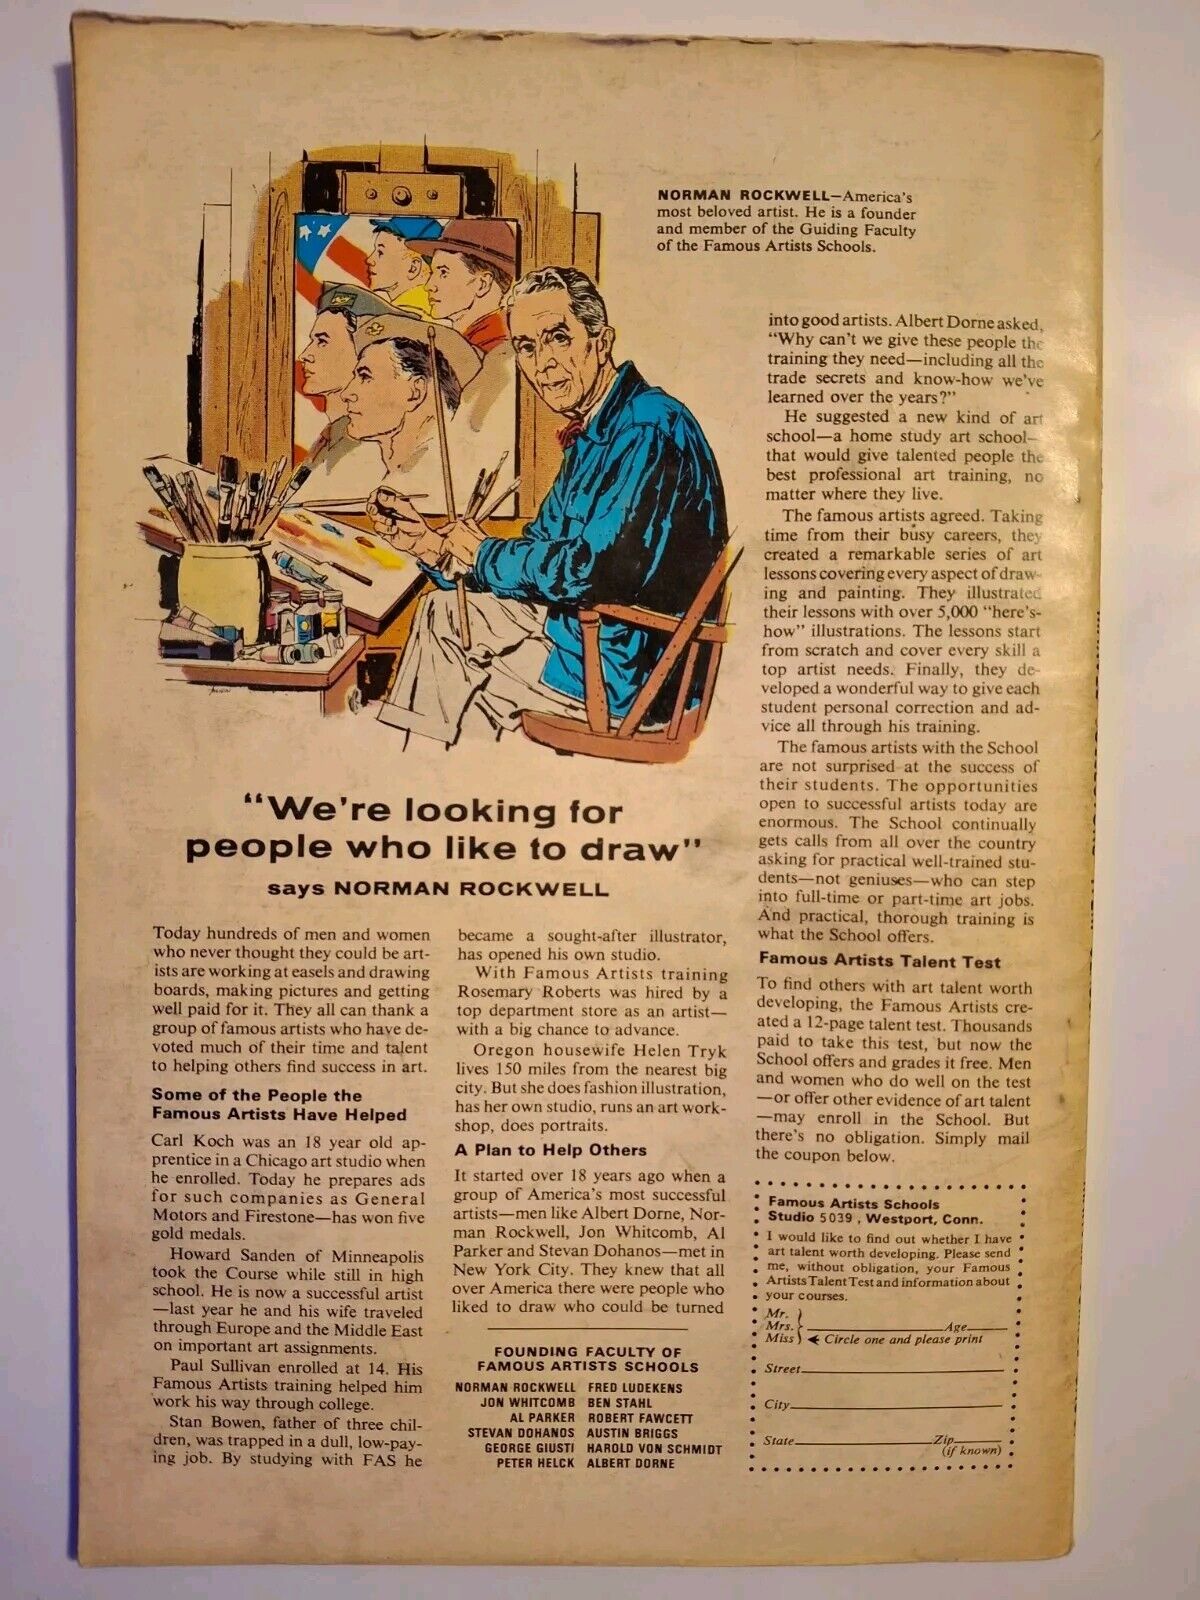 NORMAN ROCKWELL—America's
most beloved artist. He is a founder
and member of the Guiding Faculty
of the Famous Artists Schools.
"We're looking for
people who like to draw"
says NORMAN ROCKWELL
Today hundreds of men and women
who never thought they could be art-
ists are working at easels and drawing
boards, making pictures and getting
well paid for it. They all can thank a
group of famous artists who have de-
voted much of their time and talent
to helping others find success in art.
Some of the People the
Famous Artists Have Helped
Carl Koch was an 18 year old ap-
prentice in a Chicago art studio when
he enrolled. Today he prepares ads
for such companies as General
Motors and Firestone—has won five
gold medals.
Howard Sanden of Minneapolis
took the Course while still in high
school. He is now a successful artist
—last year he and his wife traveled
through Europe and the Middle East
on important art assignments.
Paul Sullivan enrolled at 14. His
Famous Artists training helped him
work his way through college.
Stan Bowen, father of three chil-
dren, was trapped in a dull, low-pay-
ing job. By studying with FAS he
became a sought-after illustrator,
has opened his own studio.
With Famous Artists training
Rosemary Roberts was hired by a
top department store as an artist—
with a big chance to advance.
Oregon housewife Helen Tryk
lives 150 miles from the nearest big
city. But she does fashion illustration,
has her own studio, runs an art work-
shop, does portraits.
A Plan to Help Others
It started over 18 years ago when a
group of America's most successful
artists—men like Albert Dorne, Nor-
man Rockwell, Jon Whitcomb, Al
Parker and Stevan Dohanos—met in
New York City. They knew that all
over America there were people who
liked to draw who could be turned
into good artists. Albert Dorne asked,
"Why can't we give these people the
training they need—including all the
trade secrets and know-how we've
learned over the years?"
He suggested a new kind of art
school—a home study art school—
that would give talented people the
best professional art training, no
matter where they live.
The famous artists agreed. Taking
time from their busy careers, they
created a remarkable series of art
lessons covering every aspect of draw-
ing and painting. They illustrated
their lessons with over 5,000 "here's-
how" illustrations. The lessons start
from scratch and cover every skill a
top artist needs. Finally, they de-
veloped a wonderful way to give each
student personal correction and ad-
vice all through his training.
The famous artists with the School
are not surprised at the success of
their students. The opportunities
open to successful artists today are
enormous. The School continually
gets calls from all over the country
asking for practical well-trained stu-
dents—not geniuses—who can step
into full-time or part-time art jobs.
And practical, thorough training is
what the School offers.
Famous Artists Talent Test
To find others with art talent worth
developing, the Famous Artists cre-
ated a 12-page talent test. Thousands
paid to take this test, but now the
School offers and grades it free. Men
and women who do well on the test
—or offer other evidence of art talent
—may enroll in the School. But
there's no obligation. Simply mail
the coupon below.
FOUNDING FACULTY OF
FAMOUS ARTISTS SCHOOLS
NORMAN ROCKWELL FRED LUDEKENS
JON WHITCOMB BEN STAHL
AL PARKER ROBERT FAWCETT
STEVAN DOHANOS AUSTIN BRIGGS
GEORGE GIUSTI HAROLD VON SCHMIDT
PETER HELCK ALBERT DORNE
Famous Artists Schools
Studio 5039, Westport, Conn.
I would like to find out whether I have
art talent worth developing. Please send
me, without obligation, your Famous
Artists Talent Test and information about
your courses.
Mr.
Mrs. Age
Miss Circle one and please print
Street
City
State Zip
(if known)